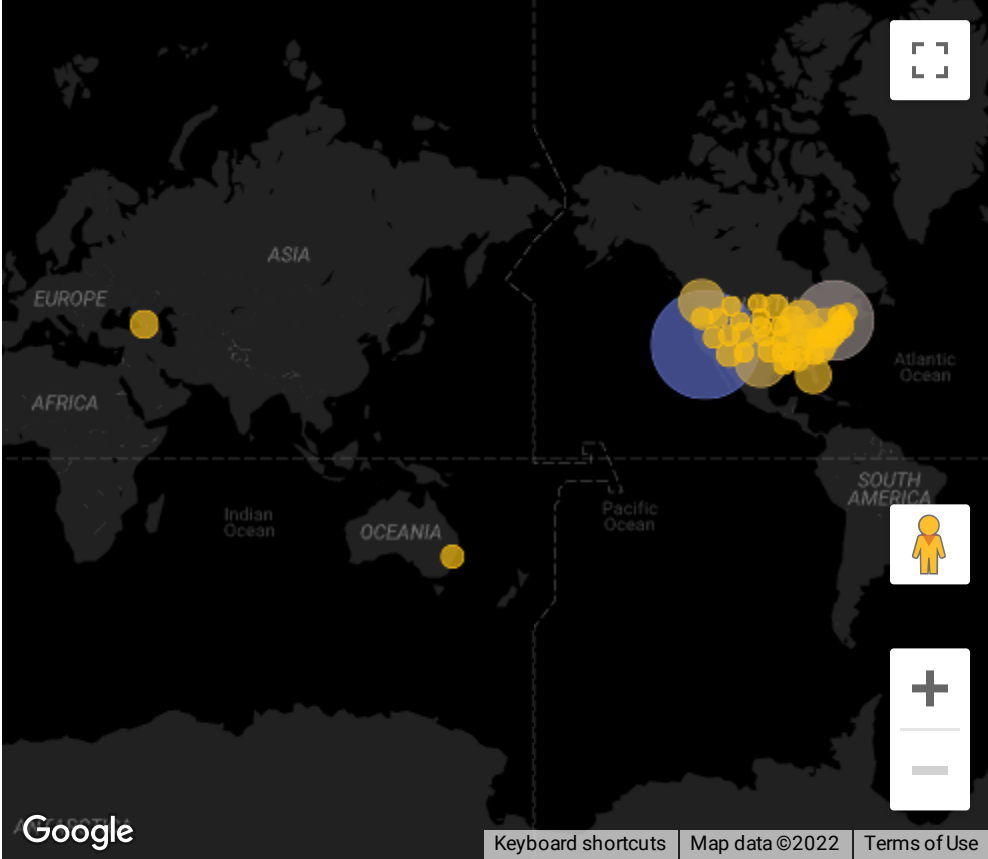 ASIA
EUROPE
Atlantic
Ocean
AFRICA
SOUTH
AMERICA
Indian
Ocean
Pacific
Ocean
OCEANIA
ANTARCTICA
Google
Keyboard shortcuts
Map data ©2022
Terms of Use